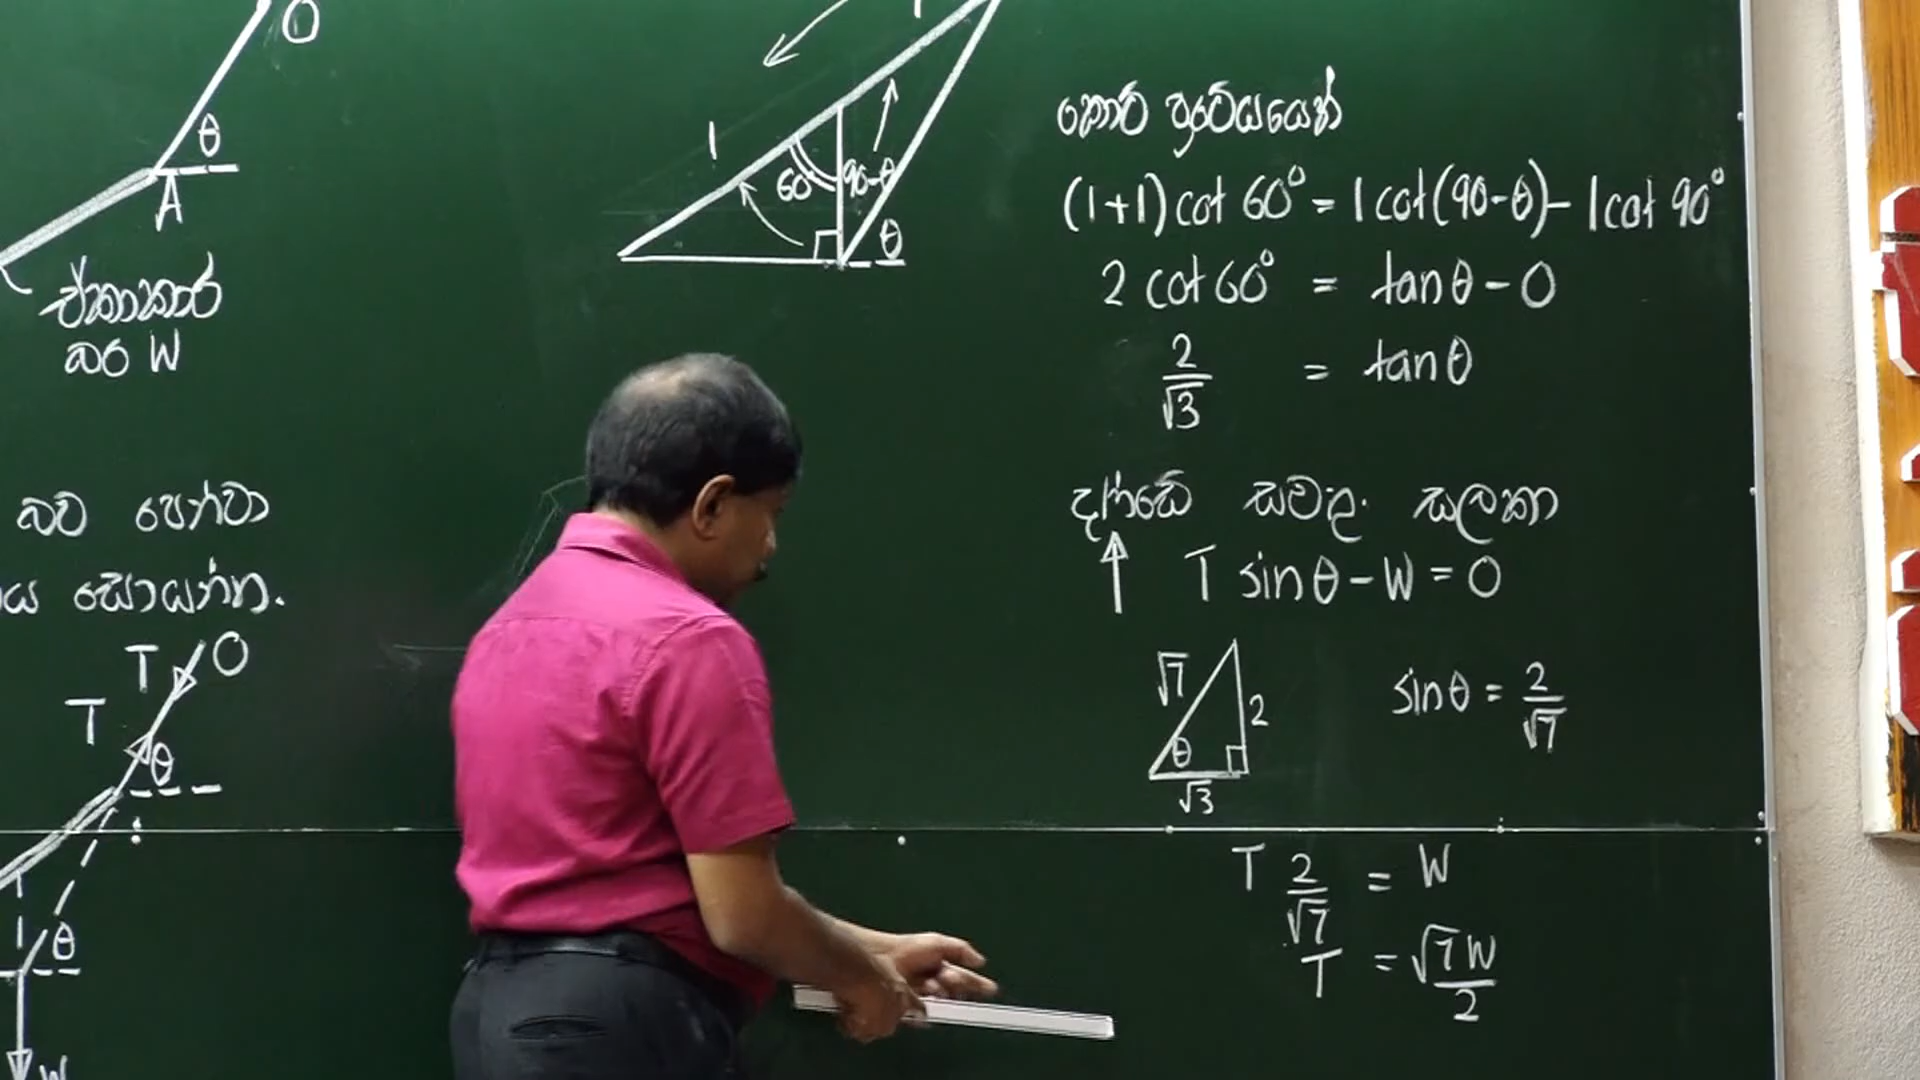 O
θ
A
ඒකාකාර
බර W
බව පෙන්වා
ය සොයන්න.
T
O
T
θ
θ
W
1
60°
90-θ
θ
කොට් ප්‍රමේයයෙන්
(1+1) cot 60° = 1 cot(90-θ) - 1 cot 90°
2 cot 60° = tan θ - 0
2/√3 = tan θ
දණ්ඩේ සමතු. සලකා
↑ T sin θ - W = 0
√7
2
θ
√3
sin θ = 2/√7
T 2/√7 = W
T = √7 W/2